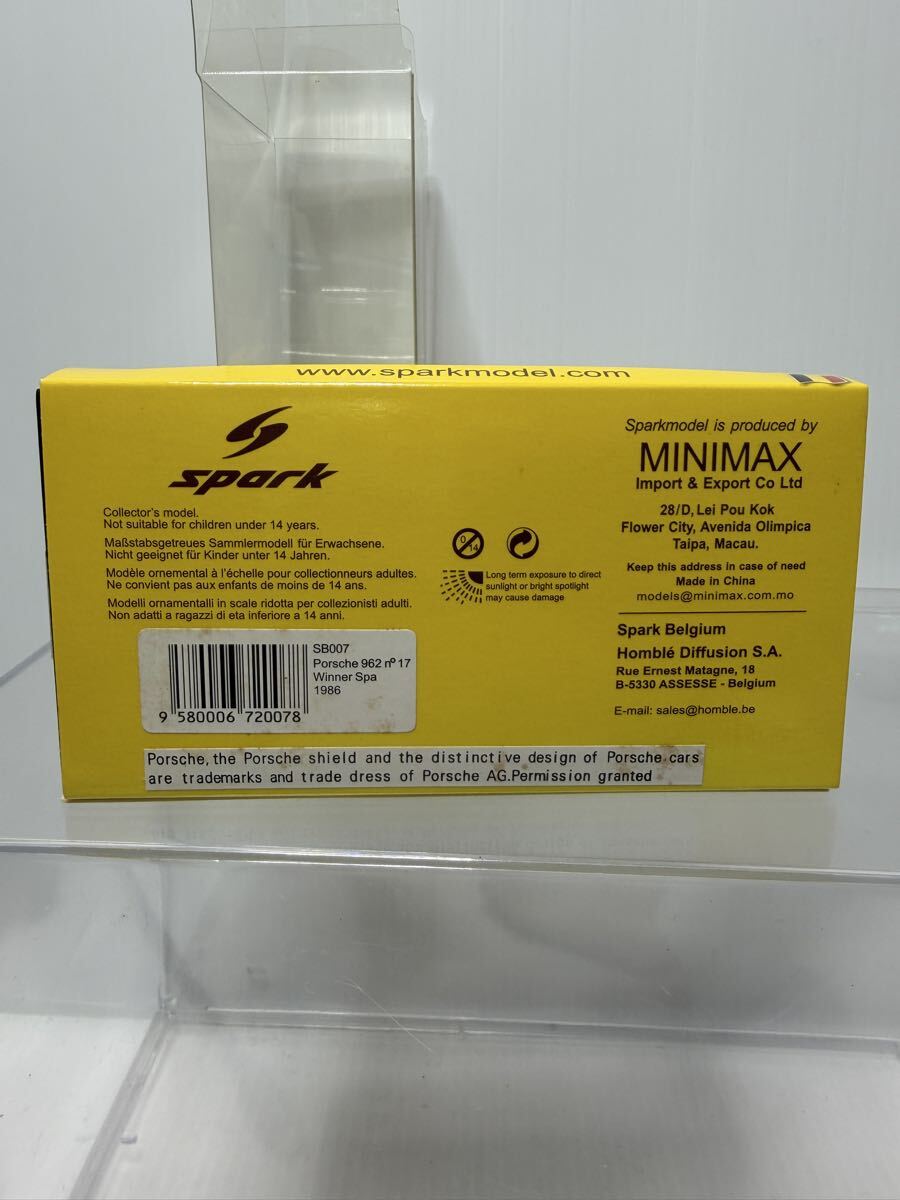 www.sparkmodel.com
spark
Collector's model.
Not suitable for children under 14 years.
Maßstabsgetreues Sammlermodell für Erwachsene.
Nicht geeignet für Kinder unter 14 Jahren.
Modèle ornemental à l'échelle pour collectionneurs adultes.
Ne convient pas aux enfants de moins de 14 ans.
Modelli ornamentalli in scale ridotta per collezionisti adulti.
Non adatti a ragazzi di eta inferiore a 14 anni.
0/14
Long term exposure to direct
sunlight or bright spotlight
may cause damage
SB007
Porsche 962 nº 17
Winner Spa
1986
9 580006 720078
Porsche, the Porsche shield and the distinctive design of Porsche cars
are trademarks and trade dress of Porsche AG.Permission granted
Sparkmodel is produced by
MINIMAX
Import & Export Co Ltd
28/D, Lei Pou Kok
Flower City, Avenida Olimpica
Taipa, Macau.
Keep this address in case of need
Made in China
models@minimax.com.mo
Spark Belgium
Homblé Diffusion S.A.
Rue Ernest Matagne, 18
B-5330 ASSESSE - Belgium
E-mail: sales@homble.be